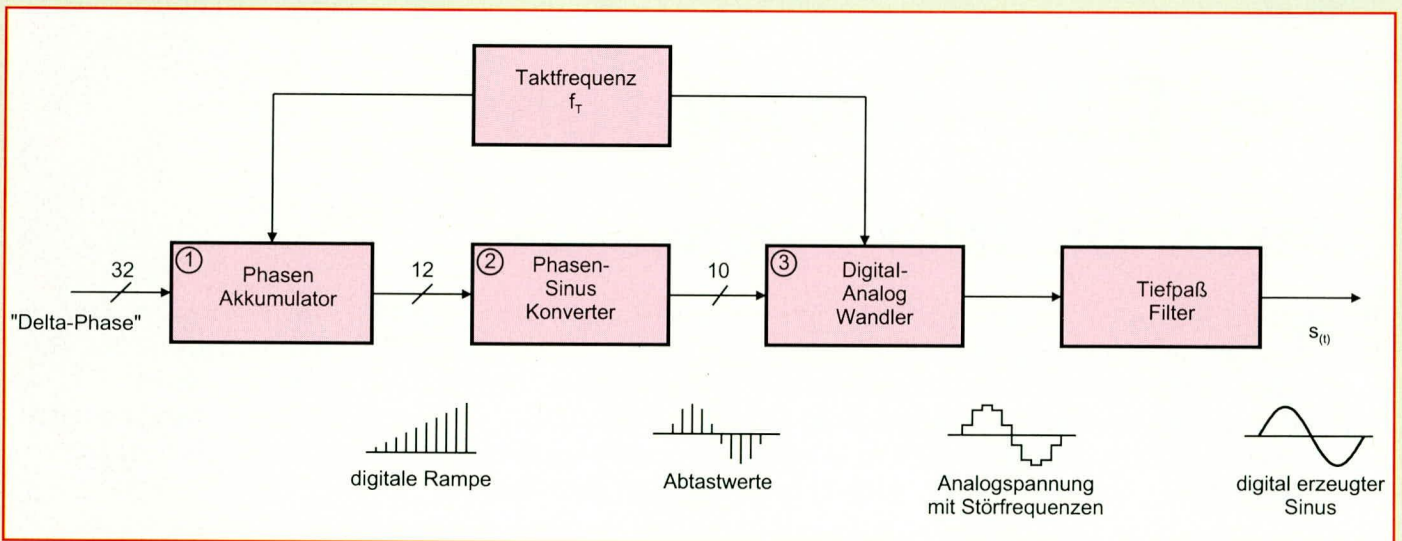 Taktfrequenz
f_T
32
"Delta-Phase"
1
Phasen
Akkumulator
12
2
Phasen-
Sinus
Konverter
10
3
Digital-
Analog
Wandler
Tiefpaß
Filter
s_(t)
digitale Rampe
Abtastwerte
Analogspannung
mit Störfrequenzen
digital erzeugter
Sinus